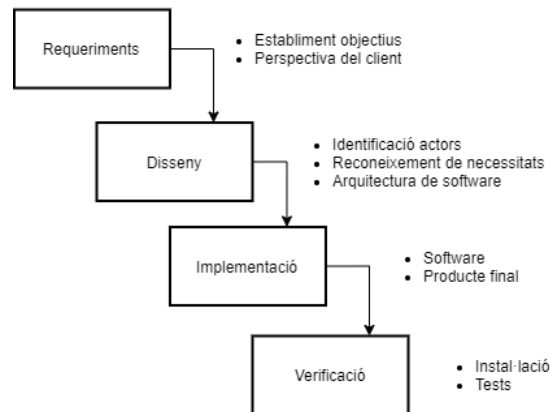 Requeriments
• Establiment objectius
• Perspectiva del client
Disseny
• Identificació actors
• Reconeixement de necessitats
• Arquitectura de software
Implementació
• Software
• Producte final
Verificació
• Instal·lació
• Tests